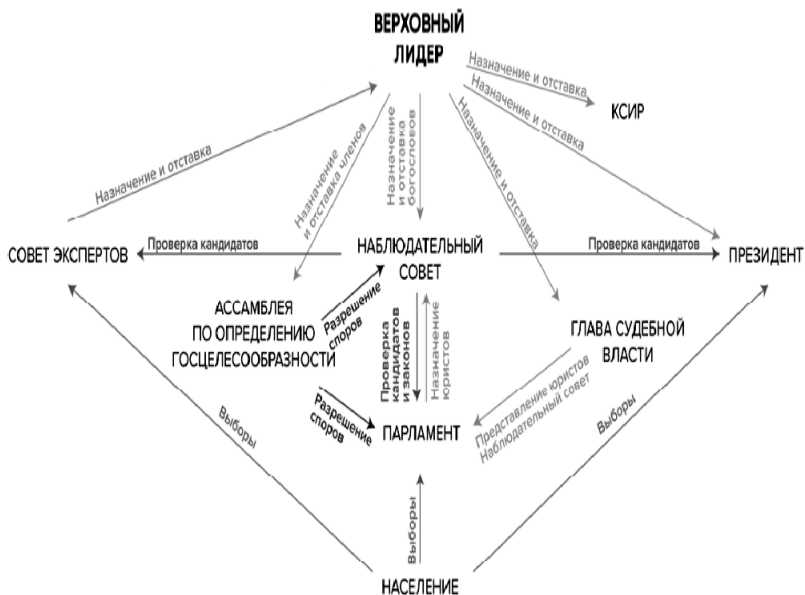 ВЕРХОВНЫЙ
ЛИДЕР
Назначение и отставка
КСИР
Назначение и отставка
Назначение и отставка
Назначение
и отставка
богословов
Назначение
и отставка членов
Назначение и отставка
СОВЕТ ЭКСПЕРТОВ
Проверка кандидатов
НАБЛЮДАТЕЛЬНЫЙ
СОВЕТ
Проверка кандидатов
ПРЕЗИДЕНТ
АССАМБЛЕЯ
ПО ОПРЕДЕЛЕНИЮ
ГОСЦЕЛЕСООБРАЗНОСТИ
Разрешение
споров
Проверка
кандидатов
и законов
Назначение
юристов
ГЛАВА СУДЕБНОЙ
ВЛАСТИ
Разрешение
споров
ПАРЛАМЕНТ
Представление юристов
Наблюдательный совет
Выборы
Выборы
Выборы
НАСЕЛЕНИЕ